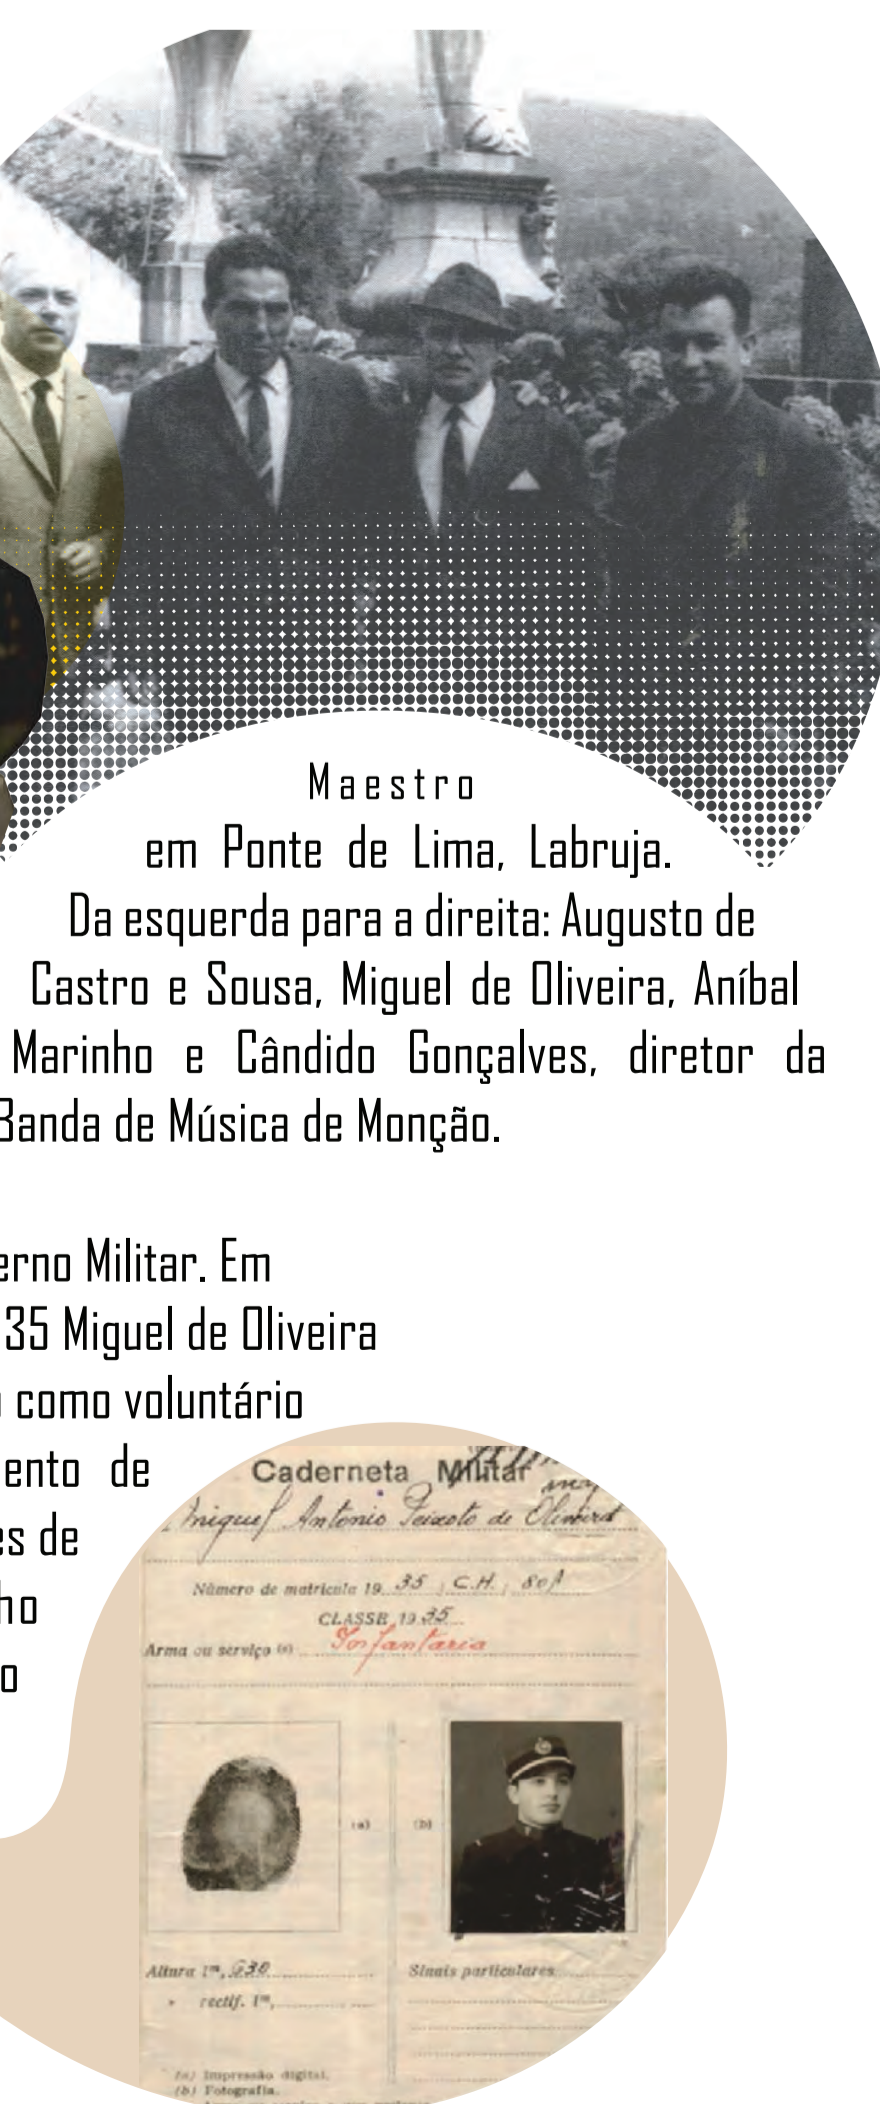 Maestro
em Ponte de Lima, Labruja.
Da esquerda para a direita: Augusto de
Castro e Sousa, Miguel de Oliveira, Aníbal
Marinho e Cândido Gonçalves, diretor da
Banda de Música de Monção.
erno Militar. Em
35 Miguel de Oliveira
o como voluntário
ento de
es de
ho
o
Caderneta Militar
Miguel Antonio Peixoto de Oliveira
Número de matrícula 19 35 C.H. 801
CLASSE 19 35
Arma ou serviço (a) Infantaria
(a) (b)
Altura 1m, 630 Sinais particulares
» rectif. 1m,
(a) Impressão digital.
(b) Fotografia.